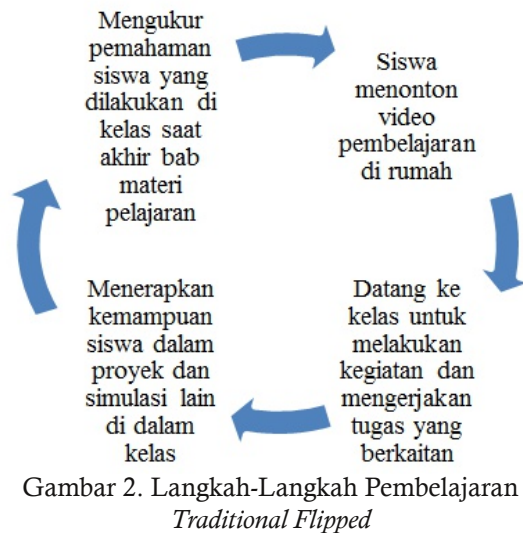 Mengukur
pemahaman
siswa yang
dilakukan di
kelas saat
akhir bab
materi
pelajaran
Siswa
menonton
video
pembelajaran
di rumah
Datang ke
kelas untuk
melakukan
kegiatan dan
mengerjakan
tugas yang
berkaitan
Menerapkan
kemampuan
siswa dalam
proyek dan
simulasi lain
di dalam
kelas
Gambar 2. Langkah-Langkah Pembelajaran
Traditional Flipped